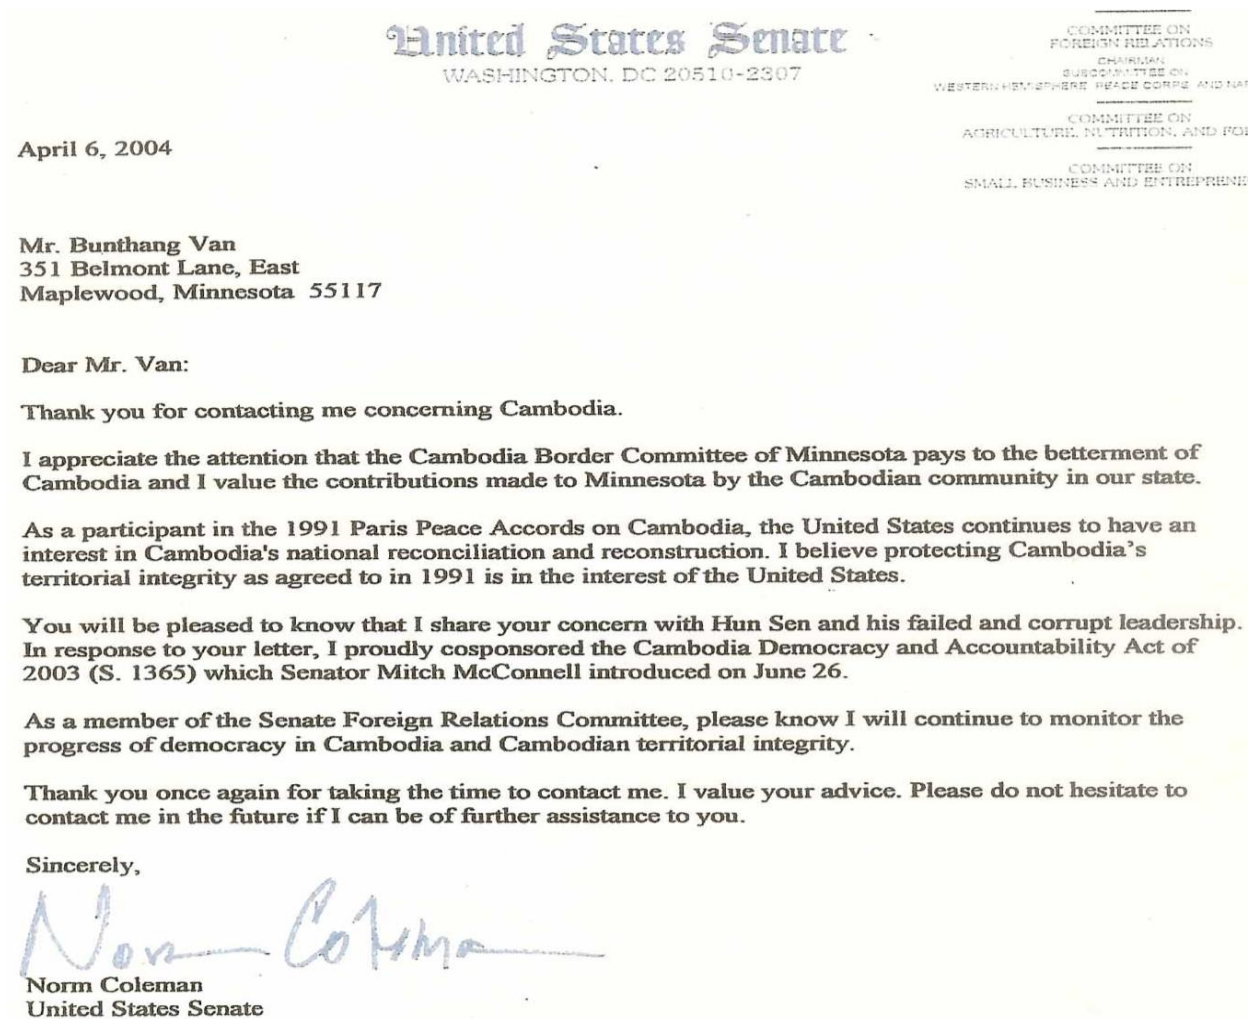 United States Senate
WASHINGTON, DC 20510-2307
COMMITTEE ON
FOREIGN RELATIONS
CHAIRMAN
SUBCOMMITTEE ON
WESTERN HEMISPHERE, PEACE CORPS AND NAR
COMMITTEE ON
AGRICULTURE, NUTRITION, AND FO
COMMITTEE ON
SMALL BUSINESS AND ENTREPRENE
April 6, 2004
Mr. Bunthang Van
351 Belmont Lane, East
Maplewood, Minnesota 55117
Dear Mr. Van:
Thank you for contacting me concerning Cambodia.
I appreciate the attention that the Cambodia Border Committee of Minnesota pays to the betterment of
Cambodia and I value the contributions made to Minnesota by the Cambodian community in our state.
As a participant in the 1991 Paris Peace Accords on Cambodia, the United States continues to have an
interest in Cambodia's national reconciliation and reconstruction. I believe protecting Cambodia's
territorial integrity as agreed to in 1991 is in the interest of the United States.
You will be pleased to know that I share your concern with Hun Sen and his failed and corrupt leadership.
In response to your letter, I proudly cosponsored the Cambodia Democracy and Accountability Act of
2003 (S. 1365) which Senator Mitch McConnell introduced on June 26.
As a member of the Senate Foreign Relations Committee, please know I will continue to monitor the
progress of democracy in Cambodia and Cambodian territorial integrity.
Thank you once again for taking the time to contact me. I value your advice. Please do not hesitate to
contact me in the future if I can be of further assistance to you.
Sincerely,
Norm Coleman
Norm Coleman
United States Senate